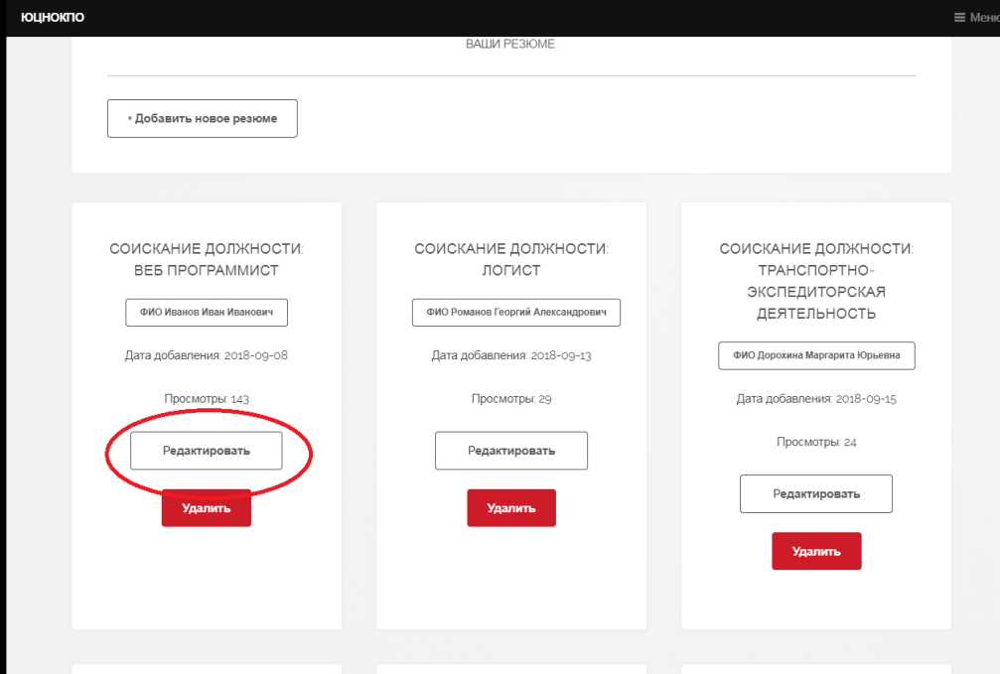 ЮЦНОКПО
Меню
ВАШИ РЕЗЮМЕ.
• Добавить новое резюме
СОИСКАНИЕ ДОЛЖНОСТИ:
ВЕБ ПРОГРАММИСТ
ФИО Иванов Иван Иванович
Дата добавления: 2018-09-08
Просмотры: 143
Редактировать
Удалить
СОИСКАНИЕ ДОЛЖНОСТИ:
ЛОГИСТ
ФИО Романов Георгий Александрович
Дата добавления: 2018-09-13
Просмотры: 29
Редактировать
Удалить
СОИСКАНИЕ ДОЛЖНОСТИ:
ТРАНСПОРТНО-
ЭКСПЕДИТОРСКАЯ
ДЕЯТЕЛЬНОСТЬ
ФИО Дорохина Маргарита Юрьевна
Дата добавления: 2018-09-15
Просмотры: 24
Редактировать
Удалить